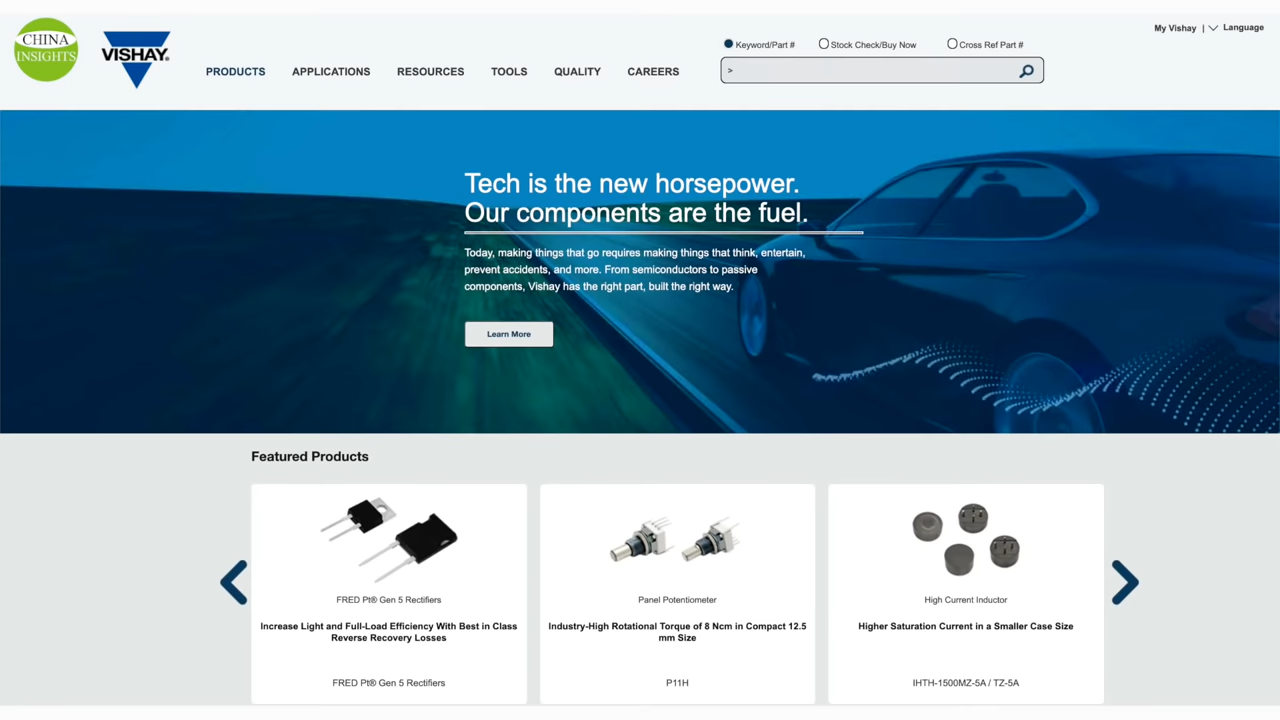 CHINA
INSIGHTS
VISHAY®
My Vishay | Language
Keyword/Part # Stock Check/Buy Now Cross Ref Part #
PRODUCTS APPLICATIONS RESOURCES TOOLS QUALITY CAREERS
>
Tech is the new horsepower.
Our components are the fuel.
Today, making things that go requires making things that think, entertain,
prevent accidents, and more. From semiconductors to passive
components, Vishay has the right part, built the right way.
Learn More
Featured Products
FRED Pt® Gen 5 Rectifiers
Increase Light and Full-Load Efficiency With Best in Class
Reverse Recovery Losses
FRED Pt® Gen 5 Rectifiers
Panel Potentiometer
Industry-High Rotational Torque of 8 Ncm in Compact 12.5
mm Size
P11H
High Current Inductor
Higher Saturation Current in a Smaller Case Size
IHTH-1500MZ-5A / TZ-5A